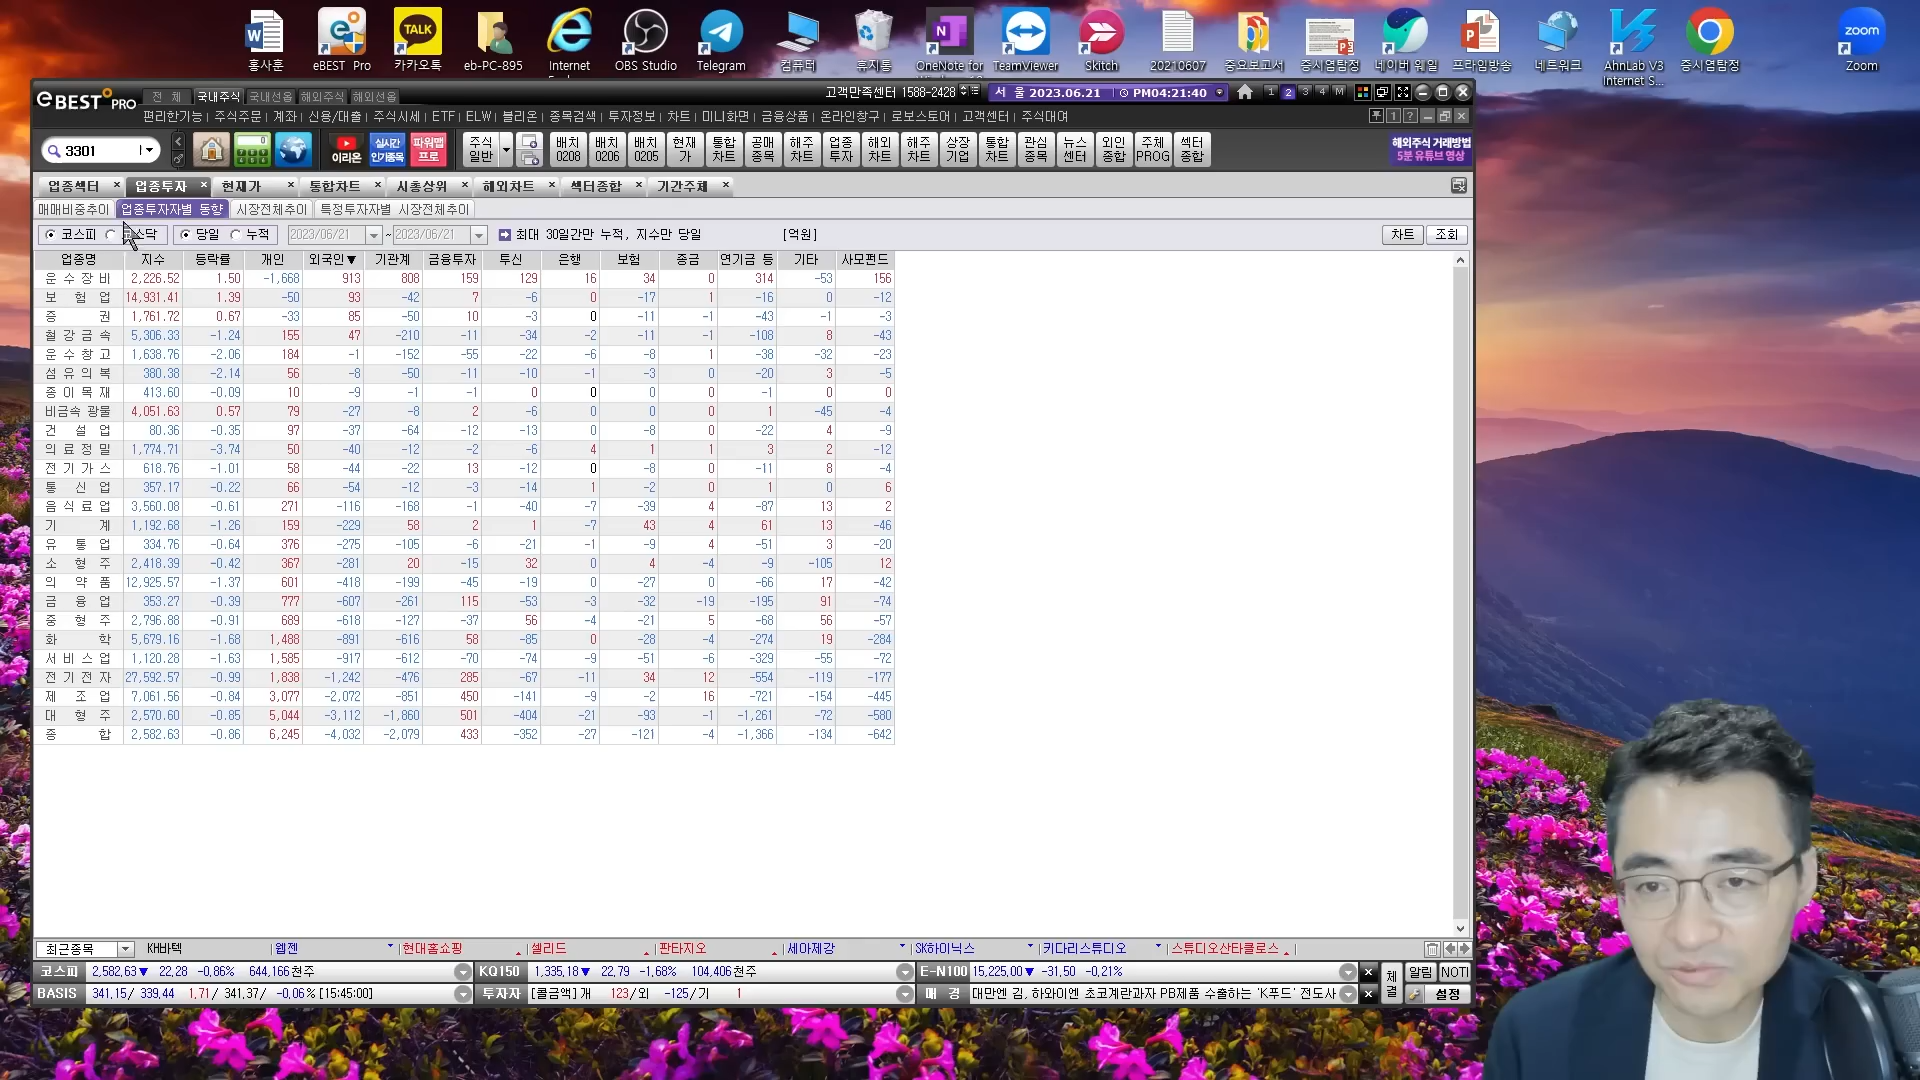 홍사훈
eBEST Pro
카카오톡
eb-PC-895
Internet
OBS Studio
Telegram
컴퓨터
휴지통
OneNote for
TeamViewer
Skitch
20210607
중요보고서
증시염탐정
네이버 웨일
프라임방송
네트워크
AhnLab V3 Internet S...
증시염탐정
Zoom
eBEST PRO 전 체 국내주식 국내선옵 해외주식 해외선옵 고객만족센터 1588-2428 서 울 2023.06.21 PM04:21:40 1 2 3 4 M
편리한기능 | 주식주문 | 계좌 | 신용/대출 | 주식시세 | ETF | ELW | 블리온 | 종목검색 | 투자정보 | 차트 | 미니화면 | 금융상품 | 온라인창구 | 로보스토어 | 고객센터 | 주식대여
3301 이리온 실시간 인기종목 파워맵 프로 주식 일반 배치 0208 배치 0206 배치 0205 현재 가 통합 차트 공매 종목 해주 차트 업종 투자 해외 차트 해주 차트 상장 기업 통합 차트 관심 종목 뉴스 센터 외인 종합 주체 PROG 섹터 종합 해외주식 거래방법 5분 유튜브 영상
업종섹터 업종투자 현재가 통합차트 시총상위 해외차트 섹터종합 기간주체
매매비중추이 업종투자자별 동향 시장전체추이 특정투자자별 시장전체추이
코스피 당일 누적 2023/06/21 ~ 2023/06/21 최대 30일간만 누적, 지수만 당일 [억원] 차트 조회
업종명 지수 등락률 개인 외국인▼ 기관계 금융투자 투신 은행 보험 종금 연기금 등 기타 사모펀드
운 수 장 비 2,226.52 1.50 -1,668 913 808 159 129 16 34 0 314 -53 156
보 험 업 14,931.41 1.39 -50 93 -42 7 -6 0 -17 1 -16 0 -12
증 권 1,761.72 0.67 -33 85 -50 10 -3 0 -11 -1 -43 -1 -3
철 강 금 속 5,306.33 -1.24 155 47 -210 -11 -34 -2 -11 -1 -108 8 -43
운 수 창 고 1,638.76 -2.06 184 -1 -152 -55 -22 -6 -8 1 -38 -32 -23
섬 유 의 복 380.38 -2.14 56 -8 -50 -11 -10 -1 -3 0 -20 3 -5
종 이 목 재 413.60 -0.09 10 -9 -1 -1 0 0 0 0 -1 0 0
비금속 광물 4,051.63 0.57 79 -27 -8 2 -6 0 0 0 1 -45 -4
건 설 업 80.36 -0.35 97 -37 -64 -12 -13 0 -8 0 -22 4 -9
의 료 정 밀 1,774.71 -3.74 50 -40 -12 -2 -6 4 1 1 3 2 -12
전 기 가 스 618.76 -1.01 58 -44 -22 13 -12 0 -8 0 -11 8 -4
통 신 업 357.17 -0.22 66 -54 -12 -3 -14 1 -2 0 1 0 6
음 식 료 업 3,560.08 -0.61 271 -116 -168 -1 -40 -7 -39 4 -87 13 2
기 계 1,192.68 -1.26 159 -229 58 2 1 -7 43 4 61 13 -46
유 통 업 334.76 -0.64 376 -275 -105 -6 -21 -1 -9 4 -51 3 -20
소 형 주 2,418.39 -0.42 367 -281 20 -15 32 0 4 -4 -9 -105 12
의 약 품 12,925.57 -1.37 601 -418 -199 -45 -19 0 -27 0 -66 17 -42
금 융 업 353.27 -0.39 777 -607 -261 115 -53 -3 -32 -19 -195 91 -74
중 형 주 2,796.88 -0.91 689 -618 -127 -37 56 -4 -21 5 -68 56 -57
화 학 5,679.16 -1.68 1,488 -891 -616 58 -85 0 -28 -4 -274 19 -284
서 비 스 업 1,120.28 -1.63 1,585 -917 -612 -70 -74 -9 -51 -6 -329 -55 -72
전 기 전 자 27,592.57 -0.99 1,838 -1,242 -476 285 -67 -11 34 12 -554 -119 -177
제 조 업 7,061.56 -0.84 3,077 -2,072 -851 450 -141 -9 -2 16 -721 -154 -445
대 형 주 2,570.60 -0.85 5,044 -3,112 -1,860 501 -404 -21 -93 -1 -1,261 -72 -580
종 합 2,582.63 -0.86 6,245 -4,032 -2,079 433 -352 -27 -121 -4 -1,366 -134 -642
최근종목 KH바텍 웹젠 현대홈쇼핑 셀리드 판타지오 세아제강 SK하이닉스 키다리스튜디오 스튜디오산타클로스
코스피 2,582.63▼ 22.28 -0.86% 644,166천주 KQ150 1,335.18▼ 22.79 -1.68% 104,406천주 E-N100 15,225.00▼ -31.50 -0.21% 체결 알림 NOTI
BASIS 341.15/ 339.44 1.71/ 341.37/ -0.06% [15:45:00] 투자자 [콜금액]개 123/외 -125/기 1 매 경 대만엔 김, 하와이엔 초코계란과자 PB제품 수출하는 'K푸드' 전도사 설정